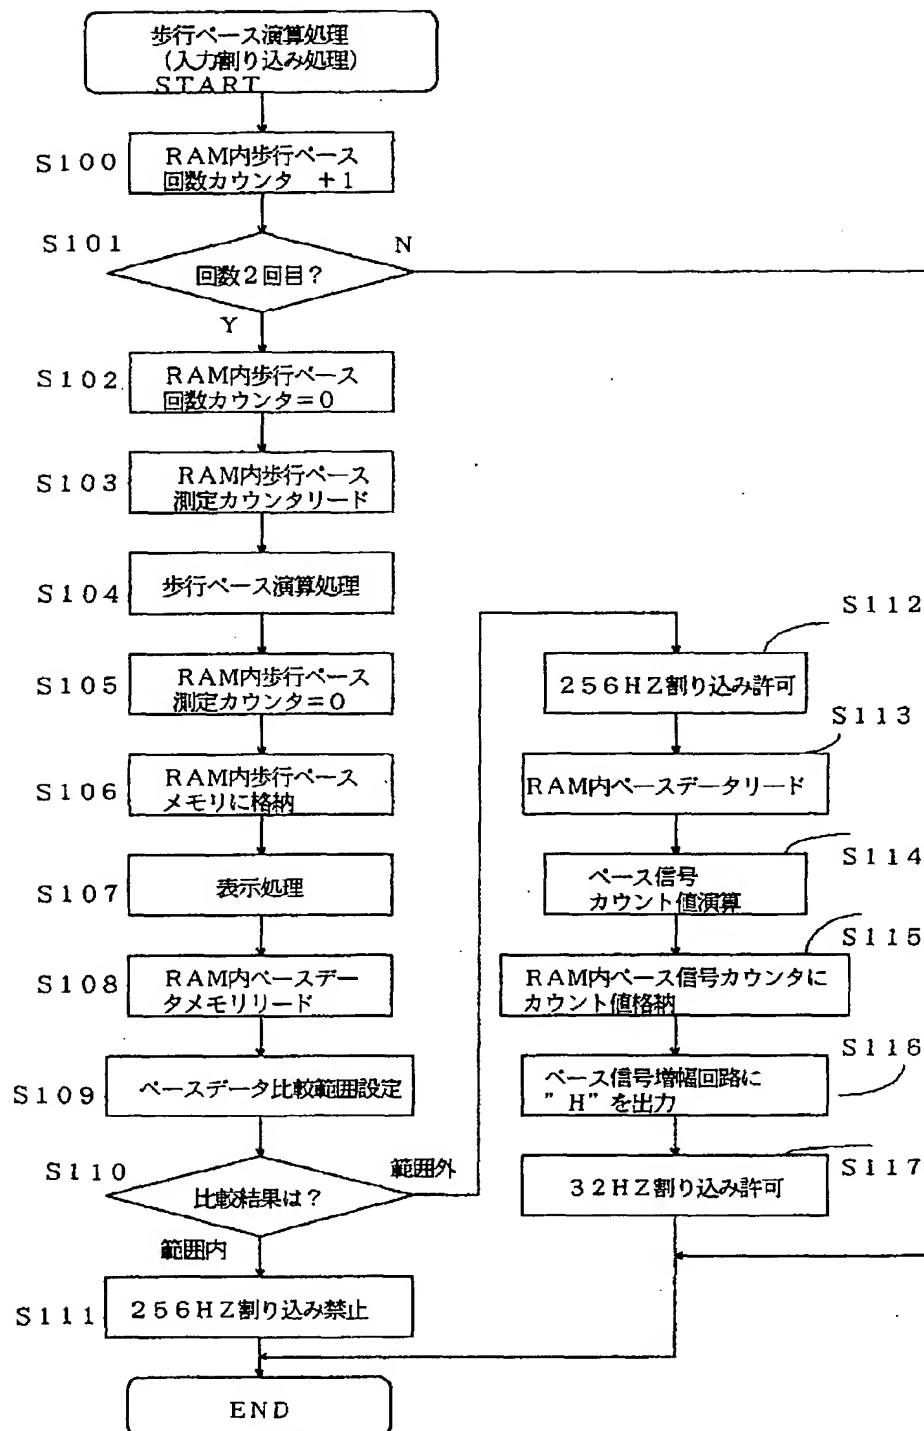 歩行ペース演算処理
(入力割り込み処理)
START
S100
RAM内歩行ペース
回数カウンタ +1
S101
N
回数2回目?
Y
S102
RAM内歩行ペース
回数カウンタ=0
S103
RAM内歩行ペース
測定カウンタリード
S104
歩行ペース演算処理
S105
RAM内歩行ペース
測定カウンタ=0
S106
RAM内歩行ペース
メモリに格納
S107
表示処理
S108
RAM内ペースデー
タメモリリード
S109
ペースデータ比較範囲設定
S110
範囲外
比較結果は?
範囲内
S111
256HZ割り込み禁止
S112
256HZ割り込み許可
S113
RAM内ペースデータリード
S114
ペース信号
カウント値演算
S115
RAM内ペース信号カウンタに
カウント値格納
S116
ペース信号増幅回路に
"H"を出力
S117
32HZ割り込み許可
END